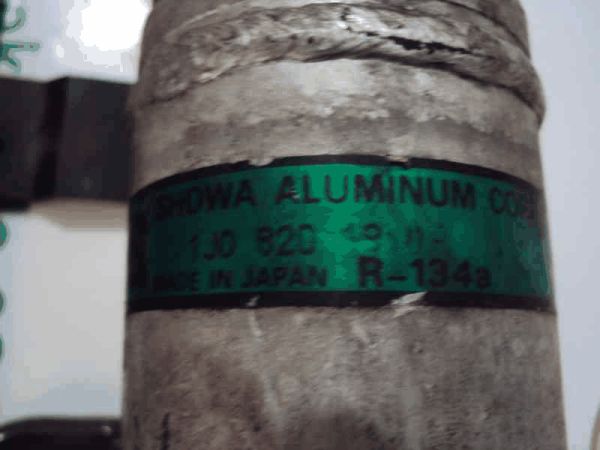 SHOWA ALUMINUM COR
1J0 820
MADE IN JAPAN R-134a